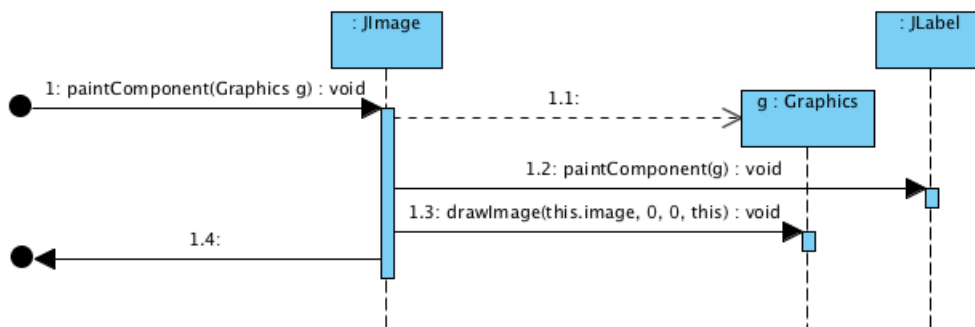 : JImage
: JLabel
1: paintComponent(Graphics g) : void
1.1:
g : Graphics
1.2: paintComponent(g) : void
1.3: drawImage(this.image, 0, 0, this) : void
1.4: